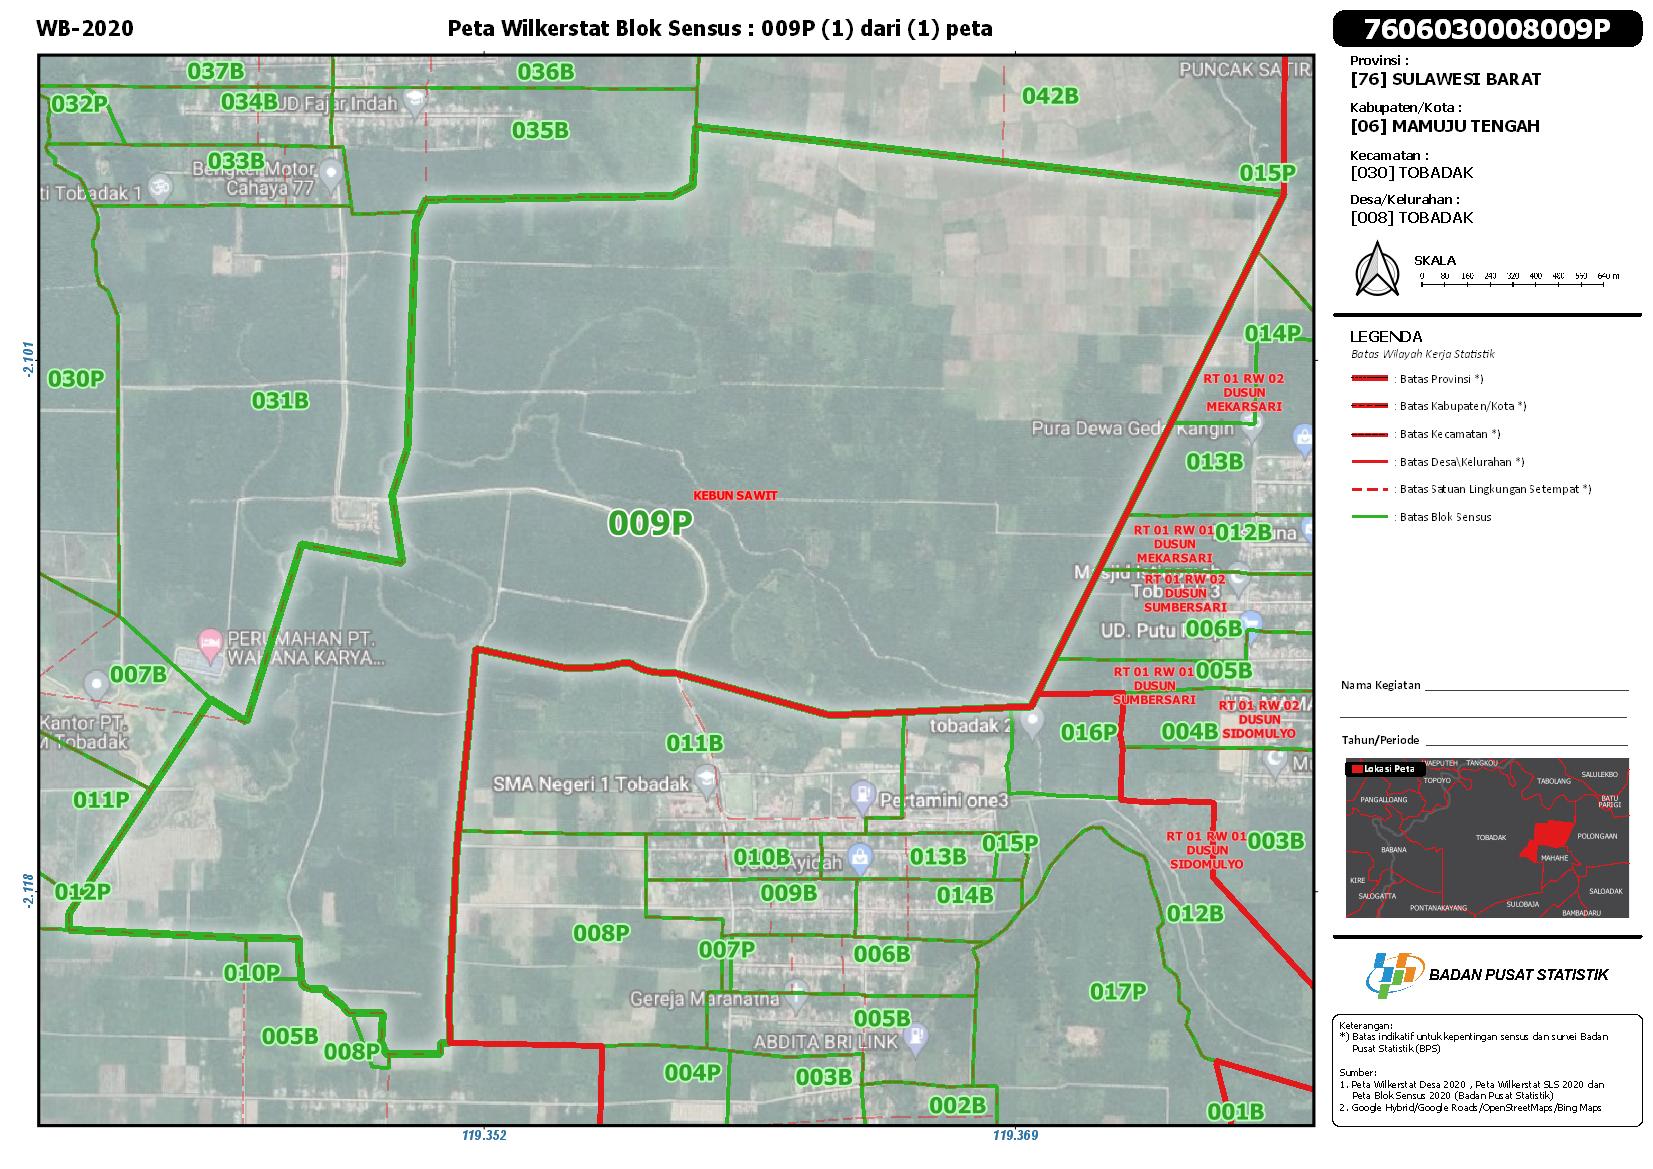 WB-2020
Peta Wilkerstat Blok Sensus : 009P (1) dari (1) peta
7606030008009P
Provinsi :
[76] SULAWESI BARAT
Kabupaten/Kota :
[06] MAMUJU TENGAH
Kecamatan :
[030] TOBADAK
Desa/Kelurahan :
[008] TOBADAK
SKALA
0 80 160 240 320 400 480 560 640 m
LEGENDA
Batas Wilayah Kerja Statistik
: Batas Provinsi *)
: Batas Kabupaten/Kota *)
: Batas Kecamatan *)
: Batas Desa\Kelurahan *)
: Batas Satuan Lingkungan Setempat *)
: Batas Blok Sensus
Nama Kegiatan
Tahun/Periode
Lokasi Peta
WAEPUTEH
TANGKOU
TOPOYO
TABOLANG
SALULEKBO
PANGALLOANG
BATU
PARIGI
TOBADAK
POLONGAAN
BABANA
MAHAHE
KIRE
SALOGATTA
SALOADAK
PONTANAKAYANG
SULOBAJA
BAMBADARU
BADAN PUSAT STATISTIK
Keterangan:
*) Batas indikatif untuk kepentingan sensus dan survei Badan
Pusat Statistik (BPS)
Sumber:
1. Peta Wilkerstat Desa 2020 , Peta Wilkerstat SLS 2020 dan
Peta Blok Sensus 2020 (Badan Pusat Statistik)
2. Google Hybrid/Google Roads/OpenStreetMaps/Bing Maps
037B
036B
PUNCAK SATIR
032P
034B
UD Fajar Indah
042B
035B
033B
Bengkel Motor
Cahaya 77
ti Tobadak 1
015P
-2.101
014P
030P
031B
RT 01 RW 02
DUSUN
MEKARSARI
Pura Dewa Gede Kangin
013B
KEBUN SAWIT
009P
RT 01 RW 01
DUSUN
MEKARSARI
012B
una
Masjid
Tobadak 3
RT 01 RW 02
DUSUN
SUMBERSARI
UD. Putu
006B
PERUMAHAN PT.
WAHANA KARYA...
007B
RT 01 RW 01
DUSUN
SUMBERSARI
005B
RT 01 RW 02
DUSUN
SIDOMULYO
Kantor PT.
M Tobadak
tobadak 2
016P
004B
011B
Mu
SMA Negeri 1 Tobadak
Pertamini one3
011P
RT 01 RW 01
DUSUN
SIDOMULYO
003B
015P
010B
Ayidah
013B
-2.118
012P
009B
014B
012B
008P
007P
006B
010P
017P
Gereja Maranatna
005B
005B
008P
ABDITA BRI LINK
004P
003B
002B
001B
119.352
119.369